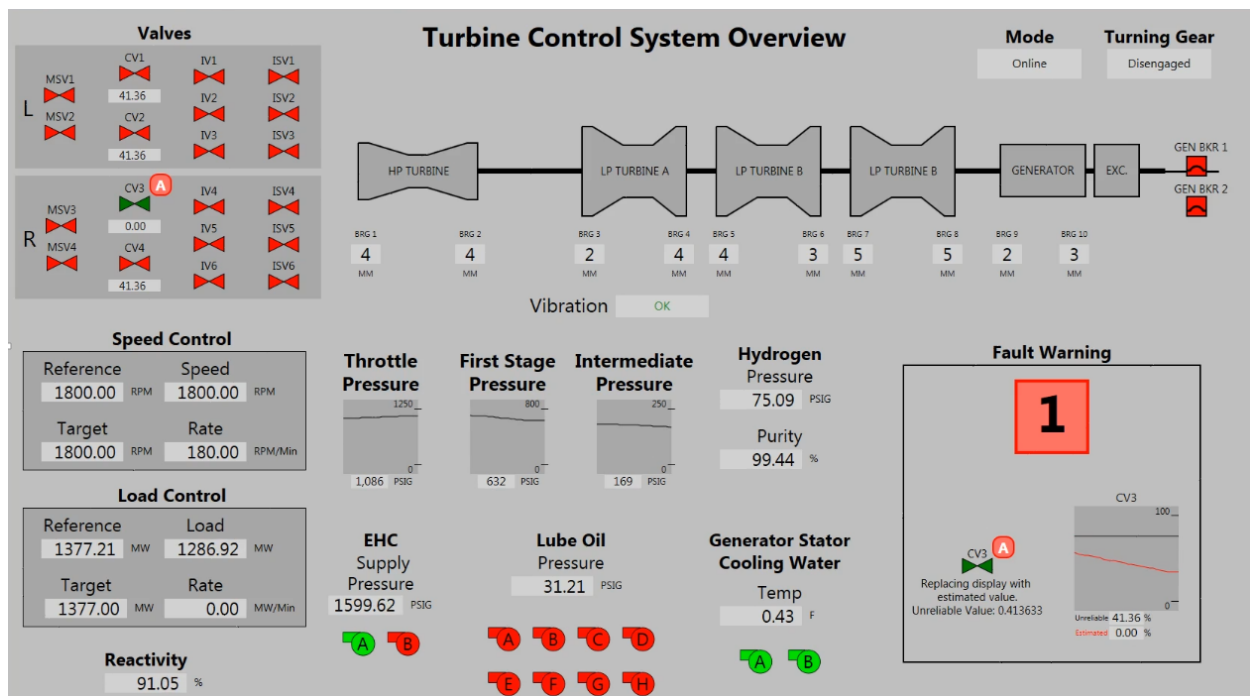 Turbine Control System Overview
Mode
Online
Turning Gear
Disengaged
Valves
L
MSV1
MSV2
CV1
41.36
CV2
41.36
IV1
IV2
IV3
ISV1
ISV2
ISV3
R
MSV3
MSV4
CV3
A
0.00
CV4
41.36
IV4
IV5
IV6
ISV4
ISV5
ISV6
HP TURBINE
LP TURBINE A
LP TURBINE B
LP TURBINE B
GENERATOR
EXC.
GEN BKR 1
GEN BKR 2
BRG 1
4
MM
BRG 2
4
MM
BRG 3
2
MM
BRG 4
4
MM
BRG 5
4
MM
BRG 6
3
MM
BRG 7
5
MM
BRG 8
5
MM
BRG 9
2
MM
BRG 10
3
MM
Vibration OK
Speed Control
Reference
1800.00 RPM
Speed
1800.00 RPM
Target
1800.00 RPM
Rate
180.00 RPM/Min
Load Control
Reference
1377.21 MW
Load
1286.92 MW
Target
1377.00 MW
Rate
0.00 MW/Min
Reactivity
91.05 %
Throttle
Pressure
1250
0
1,086 PSIG
First Stage
Pressure
800
0
632 PSIG
Intermediate
Pressure
250
0
169 PSIG
Hydrogen
Pressure
75.09 PSIG
Purity
99.44 %
EHC
Supply
Pressure
1599.62 PSIG
A B
Lube Oil
Pressure
31.21 PSIG
A B C D
E F G H
Generator Stator
Cooling Water
Temp
0.43 F
A B
Fault Warning
1
CV3
A
Replacing display with
estimated value.
Unreliable Value: 0.413633
CV3
100
0
Unreliable 41.36 %
Estimated 0.00 %